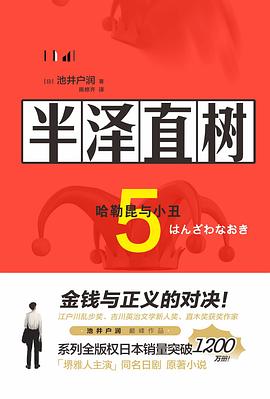 [日] 池井户润 著
陈修齐 译
半泽直树
5
哈勒昆与小丑
はんざわなおき
金钱与正义的对决!
江户川乱步奖、吉川英治文学新人奖、直木奖获奖作家
·池井户润 巅峰作品·
系列全版权日本销量突破1200万册!
「堺雅人主演」同名日剧 原著小说